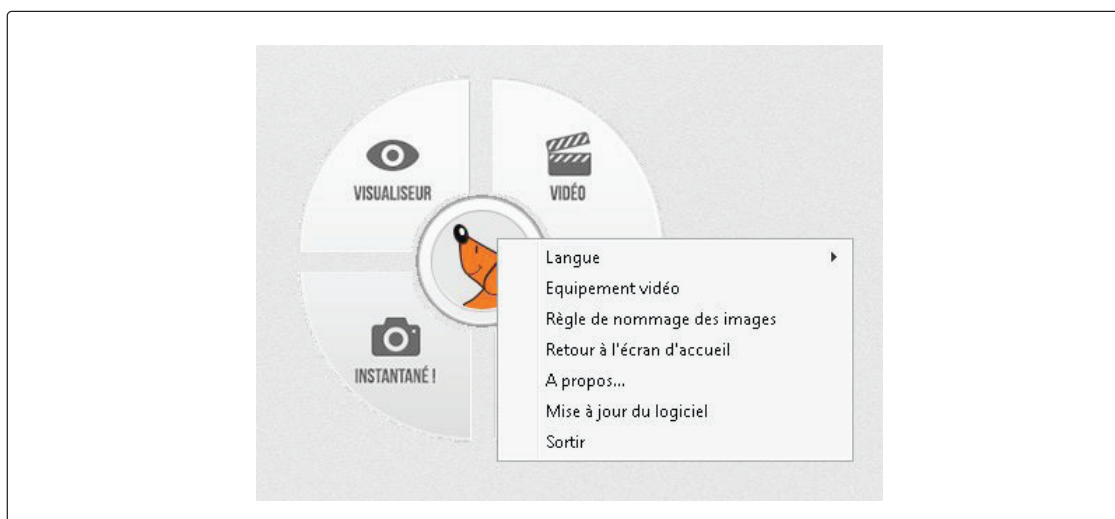 VISUALISEUR
VIDÉO
INSTANTANÉ !
Langue
Equipement vidéo
Règle de nommage des images
Retour à l'écran d'accueil
A propos...
Mise à jour du logiciel
Sortir